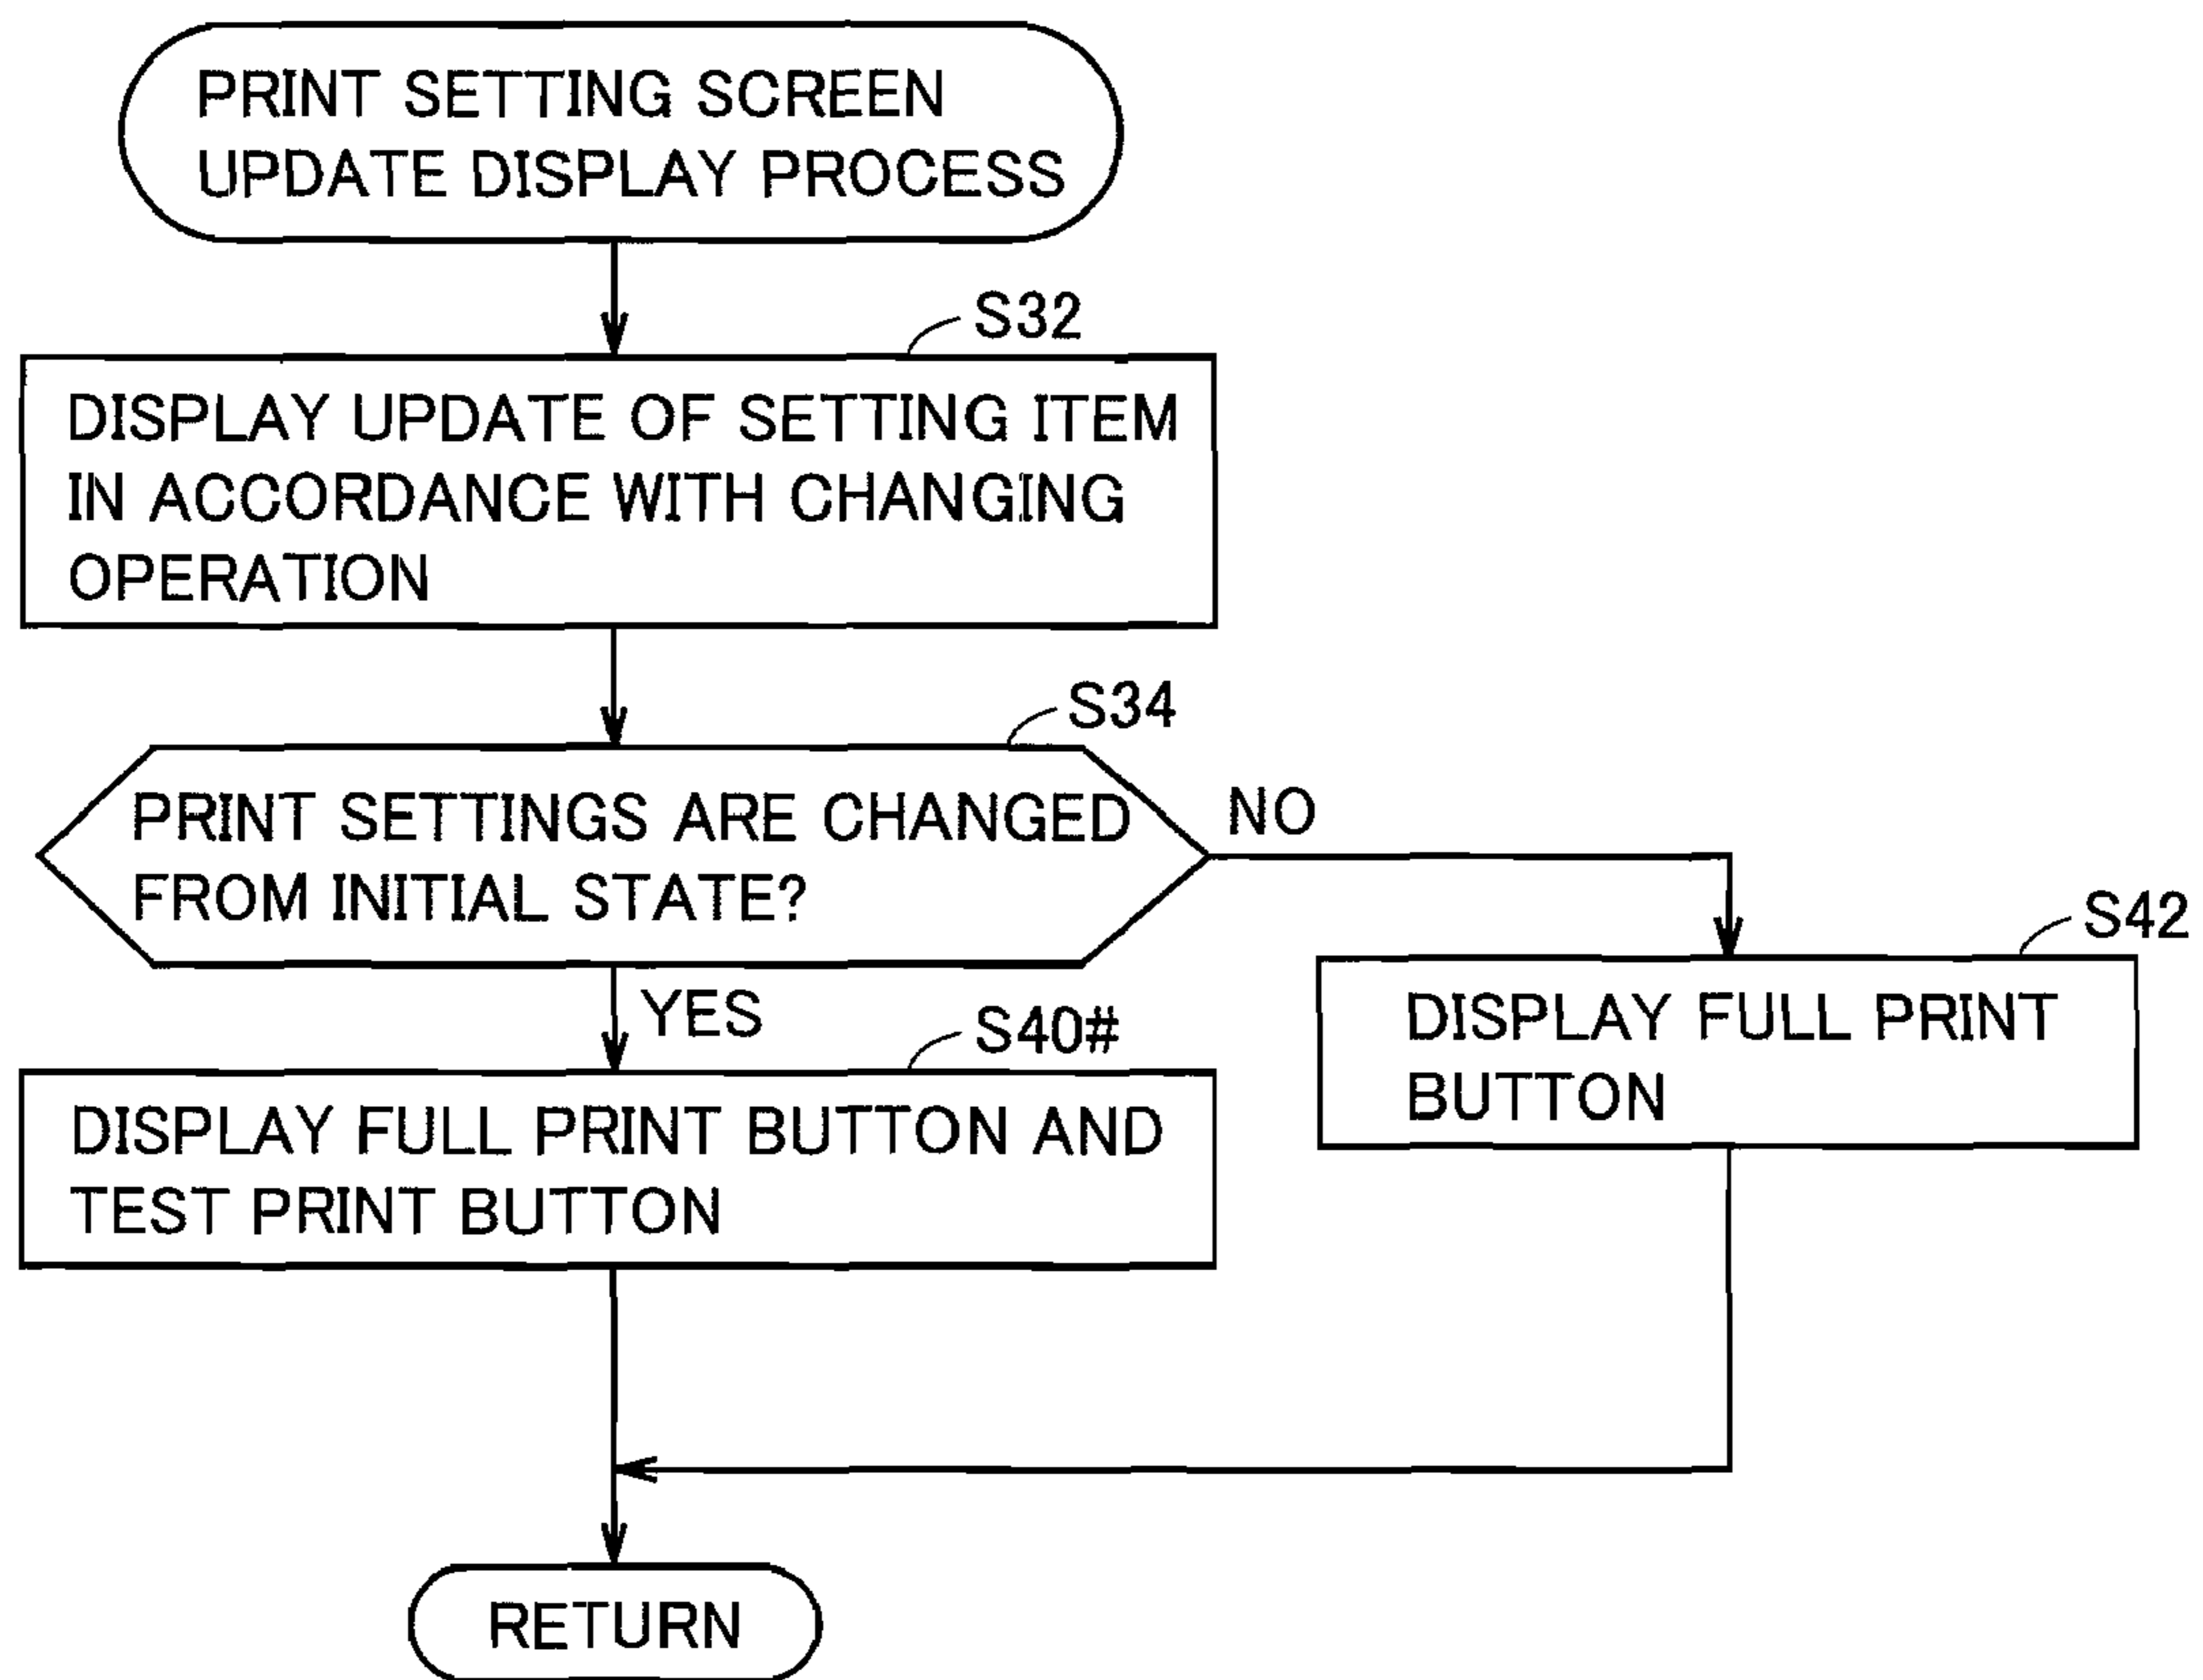 PRINT SETTING SCREEN
UPDATE DISPLAY PROCESS
S32
DISPLAY UPDATE OF SETTING ITEM
IN ACCORDANCE WITH CHANGING
OPERATION
S34
PRINT SETTINGS ARE CHANGED
FROM INITIAL STATE?
NO
YES
S42
DISPLAY FULL PRINT
BUTTON
S40#
DISPLAY FULL PRINT BUTTON AND
TEST PRINT BUTTON
RETURN